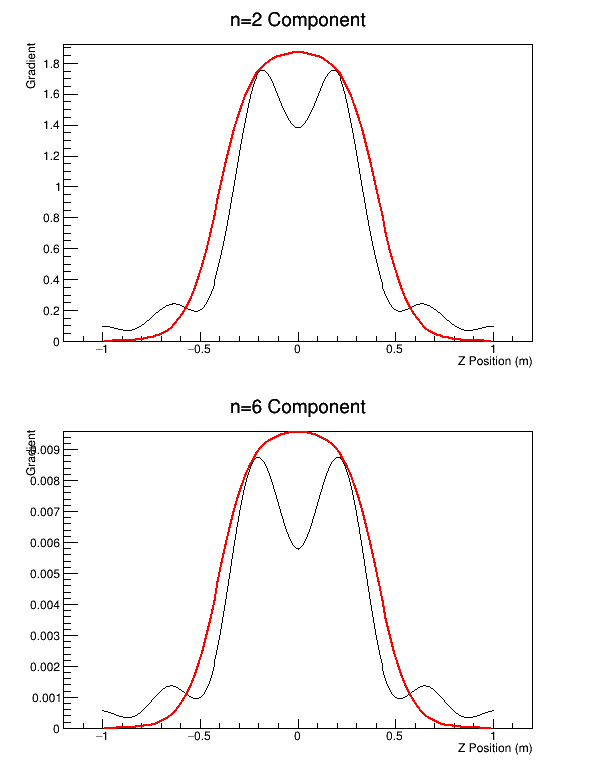 n=2 Component
Gradient
1.8
1.6
1.4
1.2
1
0.8
0.6
0.4
0.2
0
−1 −0.5 0 0.5 1
Z Position (m)
n=6 Component
Gradient
0.009
0.008
0.007
0.006
0.005
0.004
0.003
0.002
0.001
0
−1 −0.5 0 0.5 1
Z Position (m)